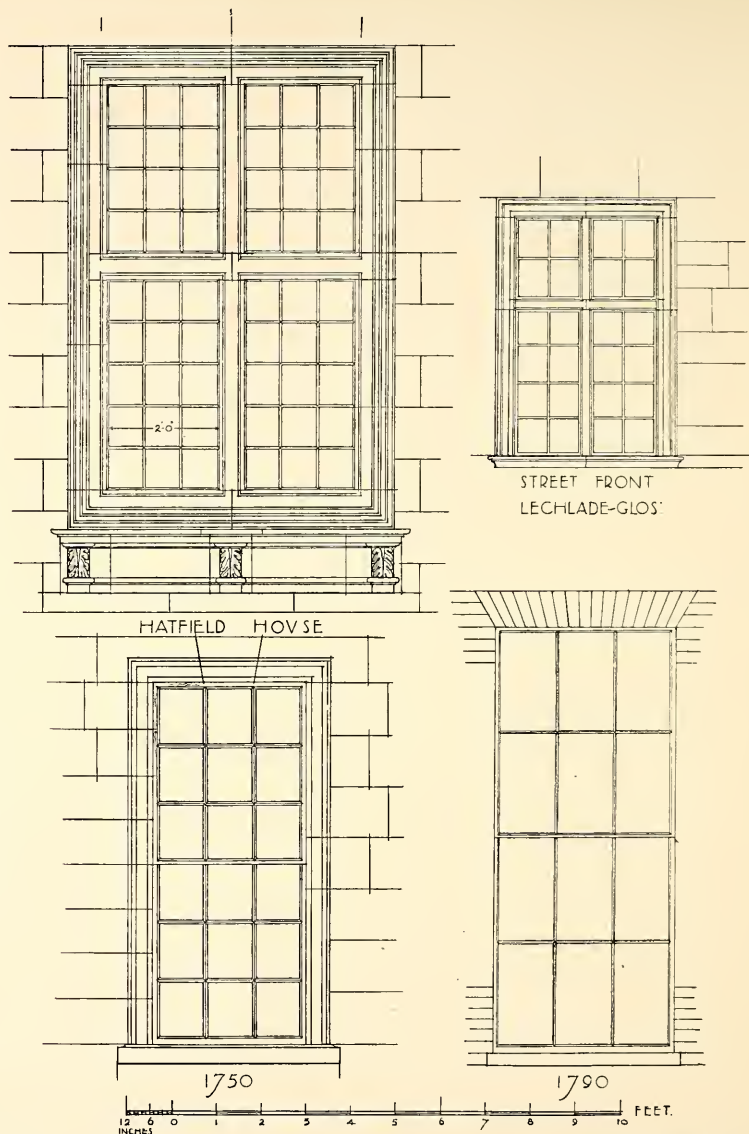 2'·0"
STREET FRONT
LECHLADE-GLOS:
HATFIELD HOVSE
1750
1790
12 6 0 1 2 3 4 5 6 7 8 9 10 FEET.
INCHES